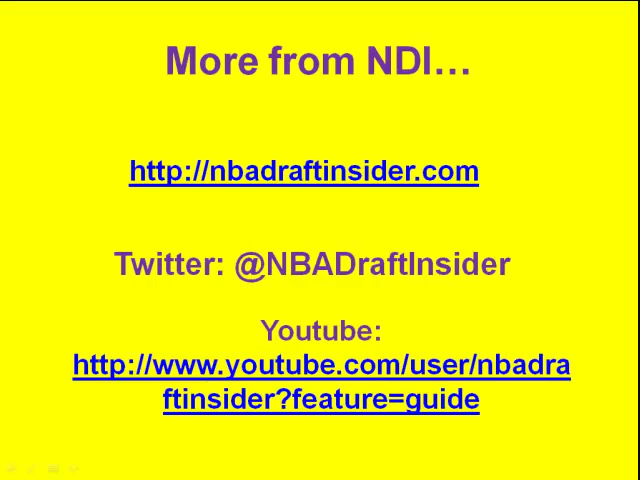 More from NDI…
http://nbadraftinsider.com
Twitter: @NBADraftInsider
Youtube:
http://www.youtube.com/user/nbadra
ftinsider?feature=guide